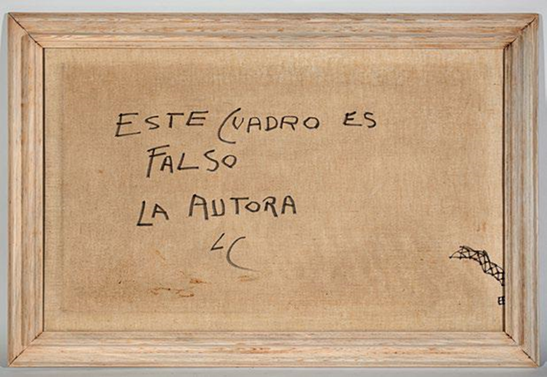 ESTE CUADRO ES
FALSO
LA AUTORA
LC